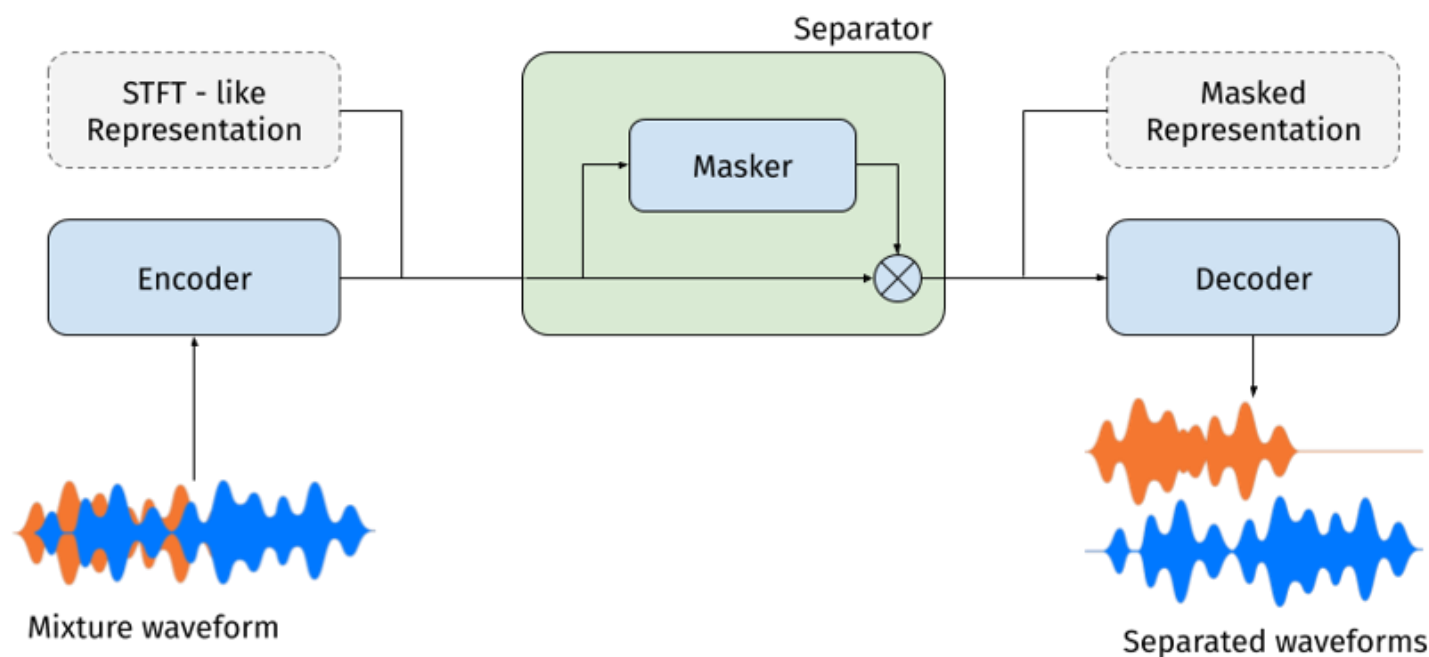 Separator
STFT - like
Representation
Masker
Masked
Representation
Encoder
Decoder
Mixture waveform
Separated waveforms